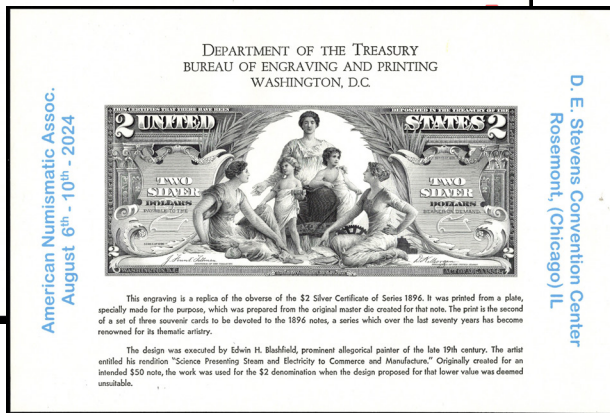 DEPARTMENT OF THE TREASURY
BUREAU OF ENGRAVING AND PRINTING
WASHINGTON, D.C.
American Numismatic Assoc.
August 6th - 10th - 2024
THIS CERTIFIES THAT THERE HAVE BEEN
DEPOSITED IN THE TREASURY OF THE
2 UNITED
STATES 2
TWO
SILVER
DOLLARS
PAYABLE TO THE
TWO
SILVER
DOLLARS
BEARER ON DEMAND
WASHINGTON, D.C.
2
2
D. E. Stevens Convention Center
Rosemont, (Chicago) IL
This engraving is a replica of the obverse of the $2 Silver Certificate of Series 1896. It was printed from a plate,
specially made for the purpose, which was prepared from the original master die created for that note. The print is the second
of a set of three souvenir cards to be devoted to the 1896 notes, a series which over the last seventy years has become
renowned for its thematic artistry.
The design was executed by Edwin H. Blashfield, prominent allegorical painter of the late 19th century. The artist
entitled his rendition "Science Presenting Steam and Electricity to Commerce and Manufacture." Originally created for an
intended $50 note, the work was used for the $2 denomination when the design proposed for that lower value was deemed
unsuitable.